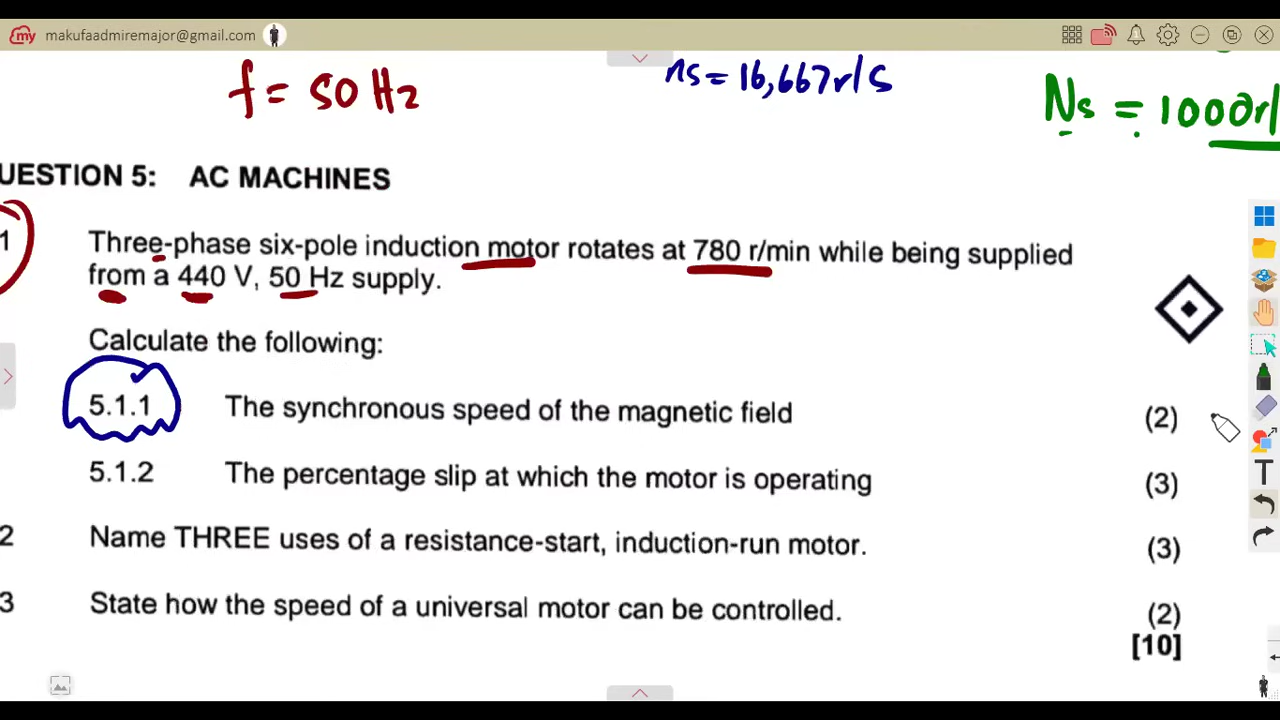 my makufaadmiremajor@gmail.com
f = 50 Hz
ns = 16,667r/s
Ns = 1000r/
UESTION 5: AC MACHINES
1 Three-phase six-pole induction motor rotates at 780 r/min while being supplied
from a 440 V, 50 Hz supply.
Calculate the following:
5.1.1 The synchronous speed of the magnetic field (2)
5.1.2 The percentage slip at which the motor is operating (3)
2 Name THREE uses of a resistance-start, induction-run motor. (3)
3 State how the speed of a universal motor can be controlled. (2)
[10]
T